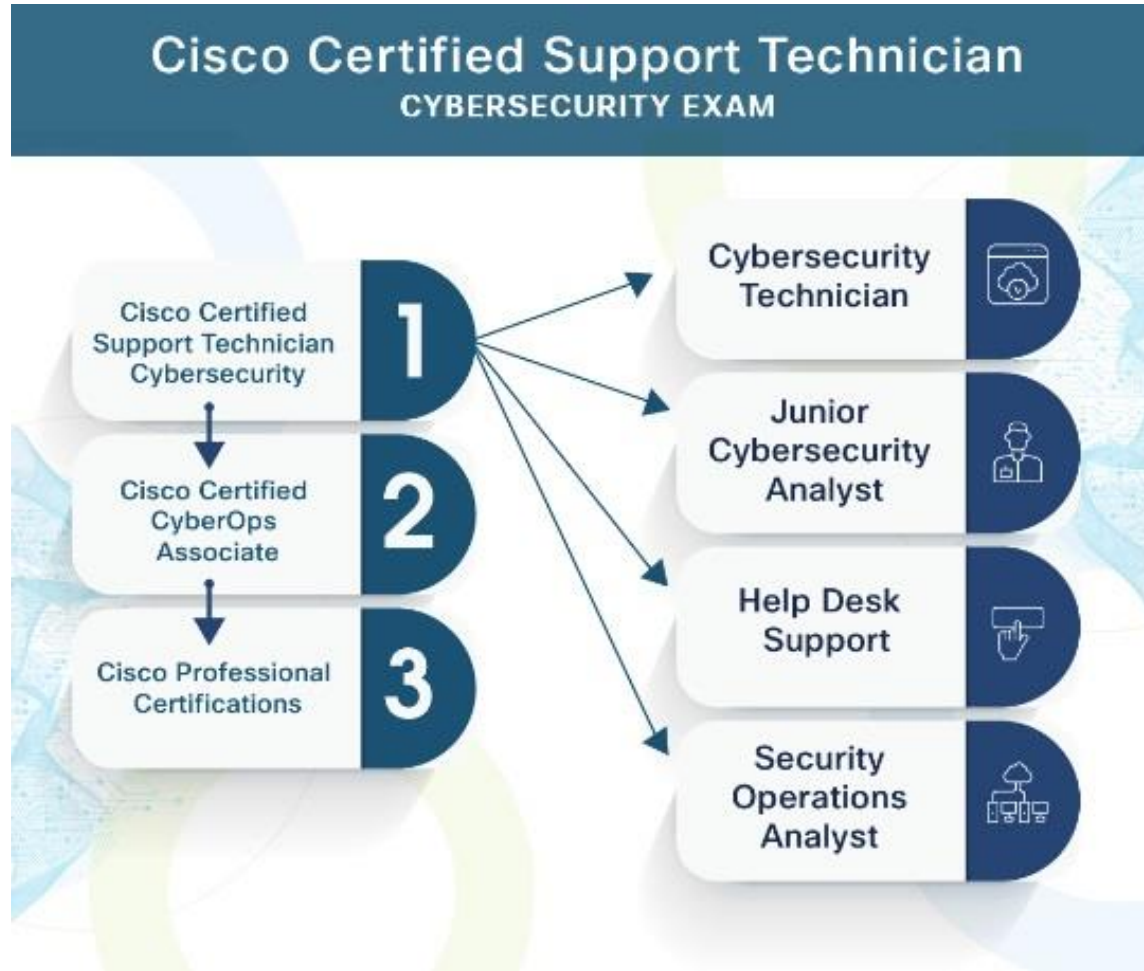 Cisco Certified Support Technician
CYBERSECURITY EXAM
Cisco Certified
Support Technician
Cybersecurity
1
Cisco Certified
CyberOps
Associate
2
Cisco Professional
Certifications
3
Cybersecurity
Technician
Junior
Cybersecurity
Analyst
Help Desk
Support
Security
Operations
Analyst